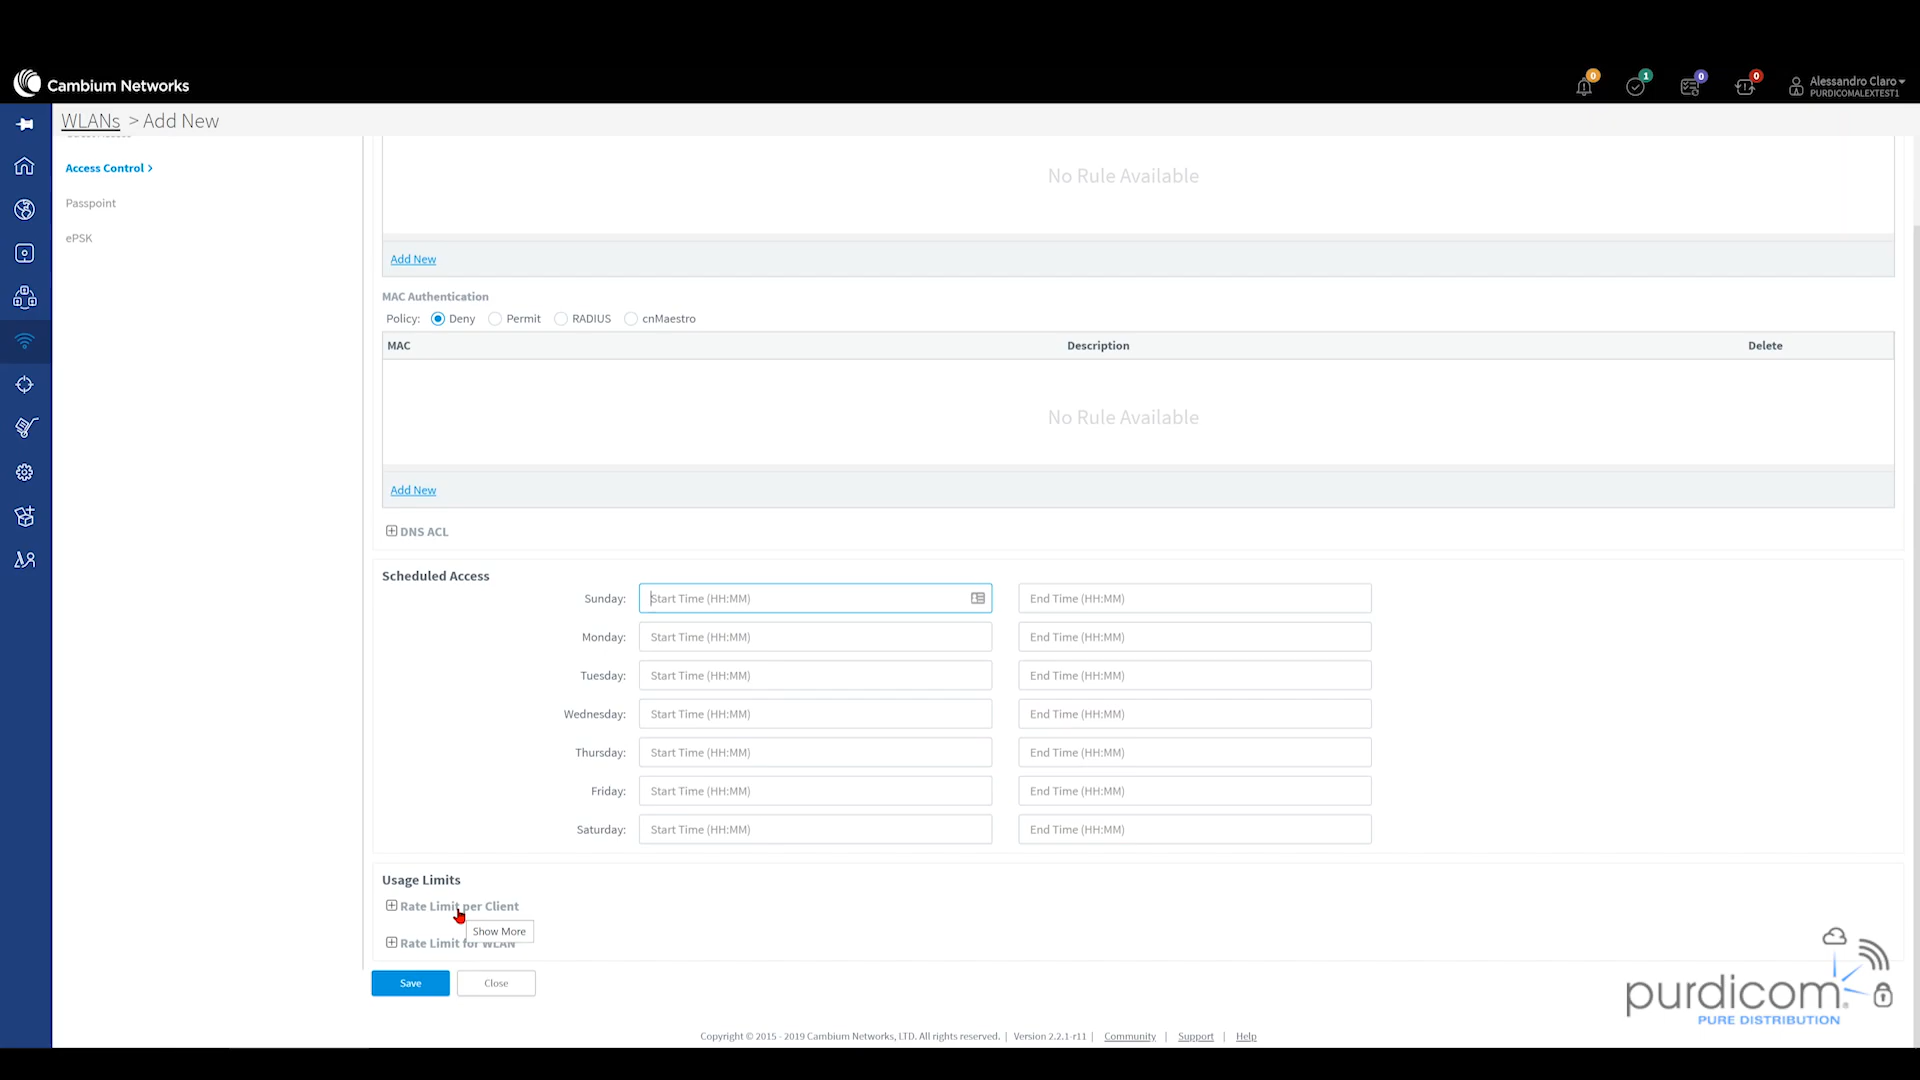 Cambium Networks
0
1
0
0
Alessandro Claro
PURDICOMALEXTEST1
WLANs > Add New
Access Control >
Passpoint
ePSK
No Rule Available
Add New
MAC Authentication
Policy: Deny Permit RADIUS cnMaestro
MAC Description Delete
No Rule Available
Add New
DNS ACL
Scheduled Access
Sunday: Start Time (HH:MM) End Time (HH:MM)
Monday: Start Time (HH:MM) End Time (HH:MM)
Tuesday: Start Time (HH:MM) End Time (HH:MM)
Wednesday: Start Time (HH:MM) End Time (HH:MM)
Thursday: Start Time (HH:MM) End Time (HH:MM)
Friday: Start Time (HH:MM) End Time (HH:MM)
Saturday: Start Time (HH:MM) End Time (HH:MM)
Usage Limits
Rate Limit per Client
Show More
Rate Limit for WLAN
Save Close
purdicom
PURE DISTRIBUTION
Copyright © 2015 - 2019 Cambium Networks, LTD. All rights reserved. | Version 2.2.1-r11 | Community | Support | Help